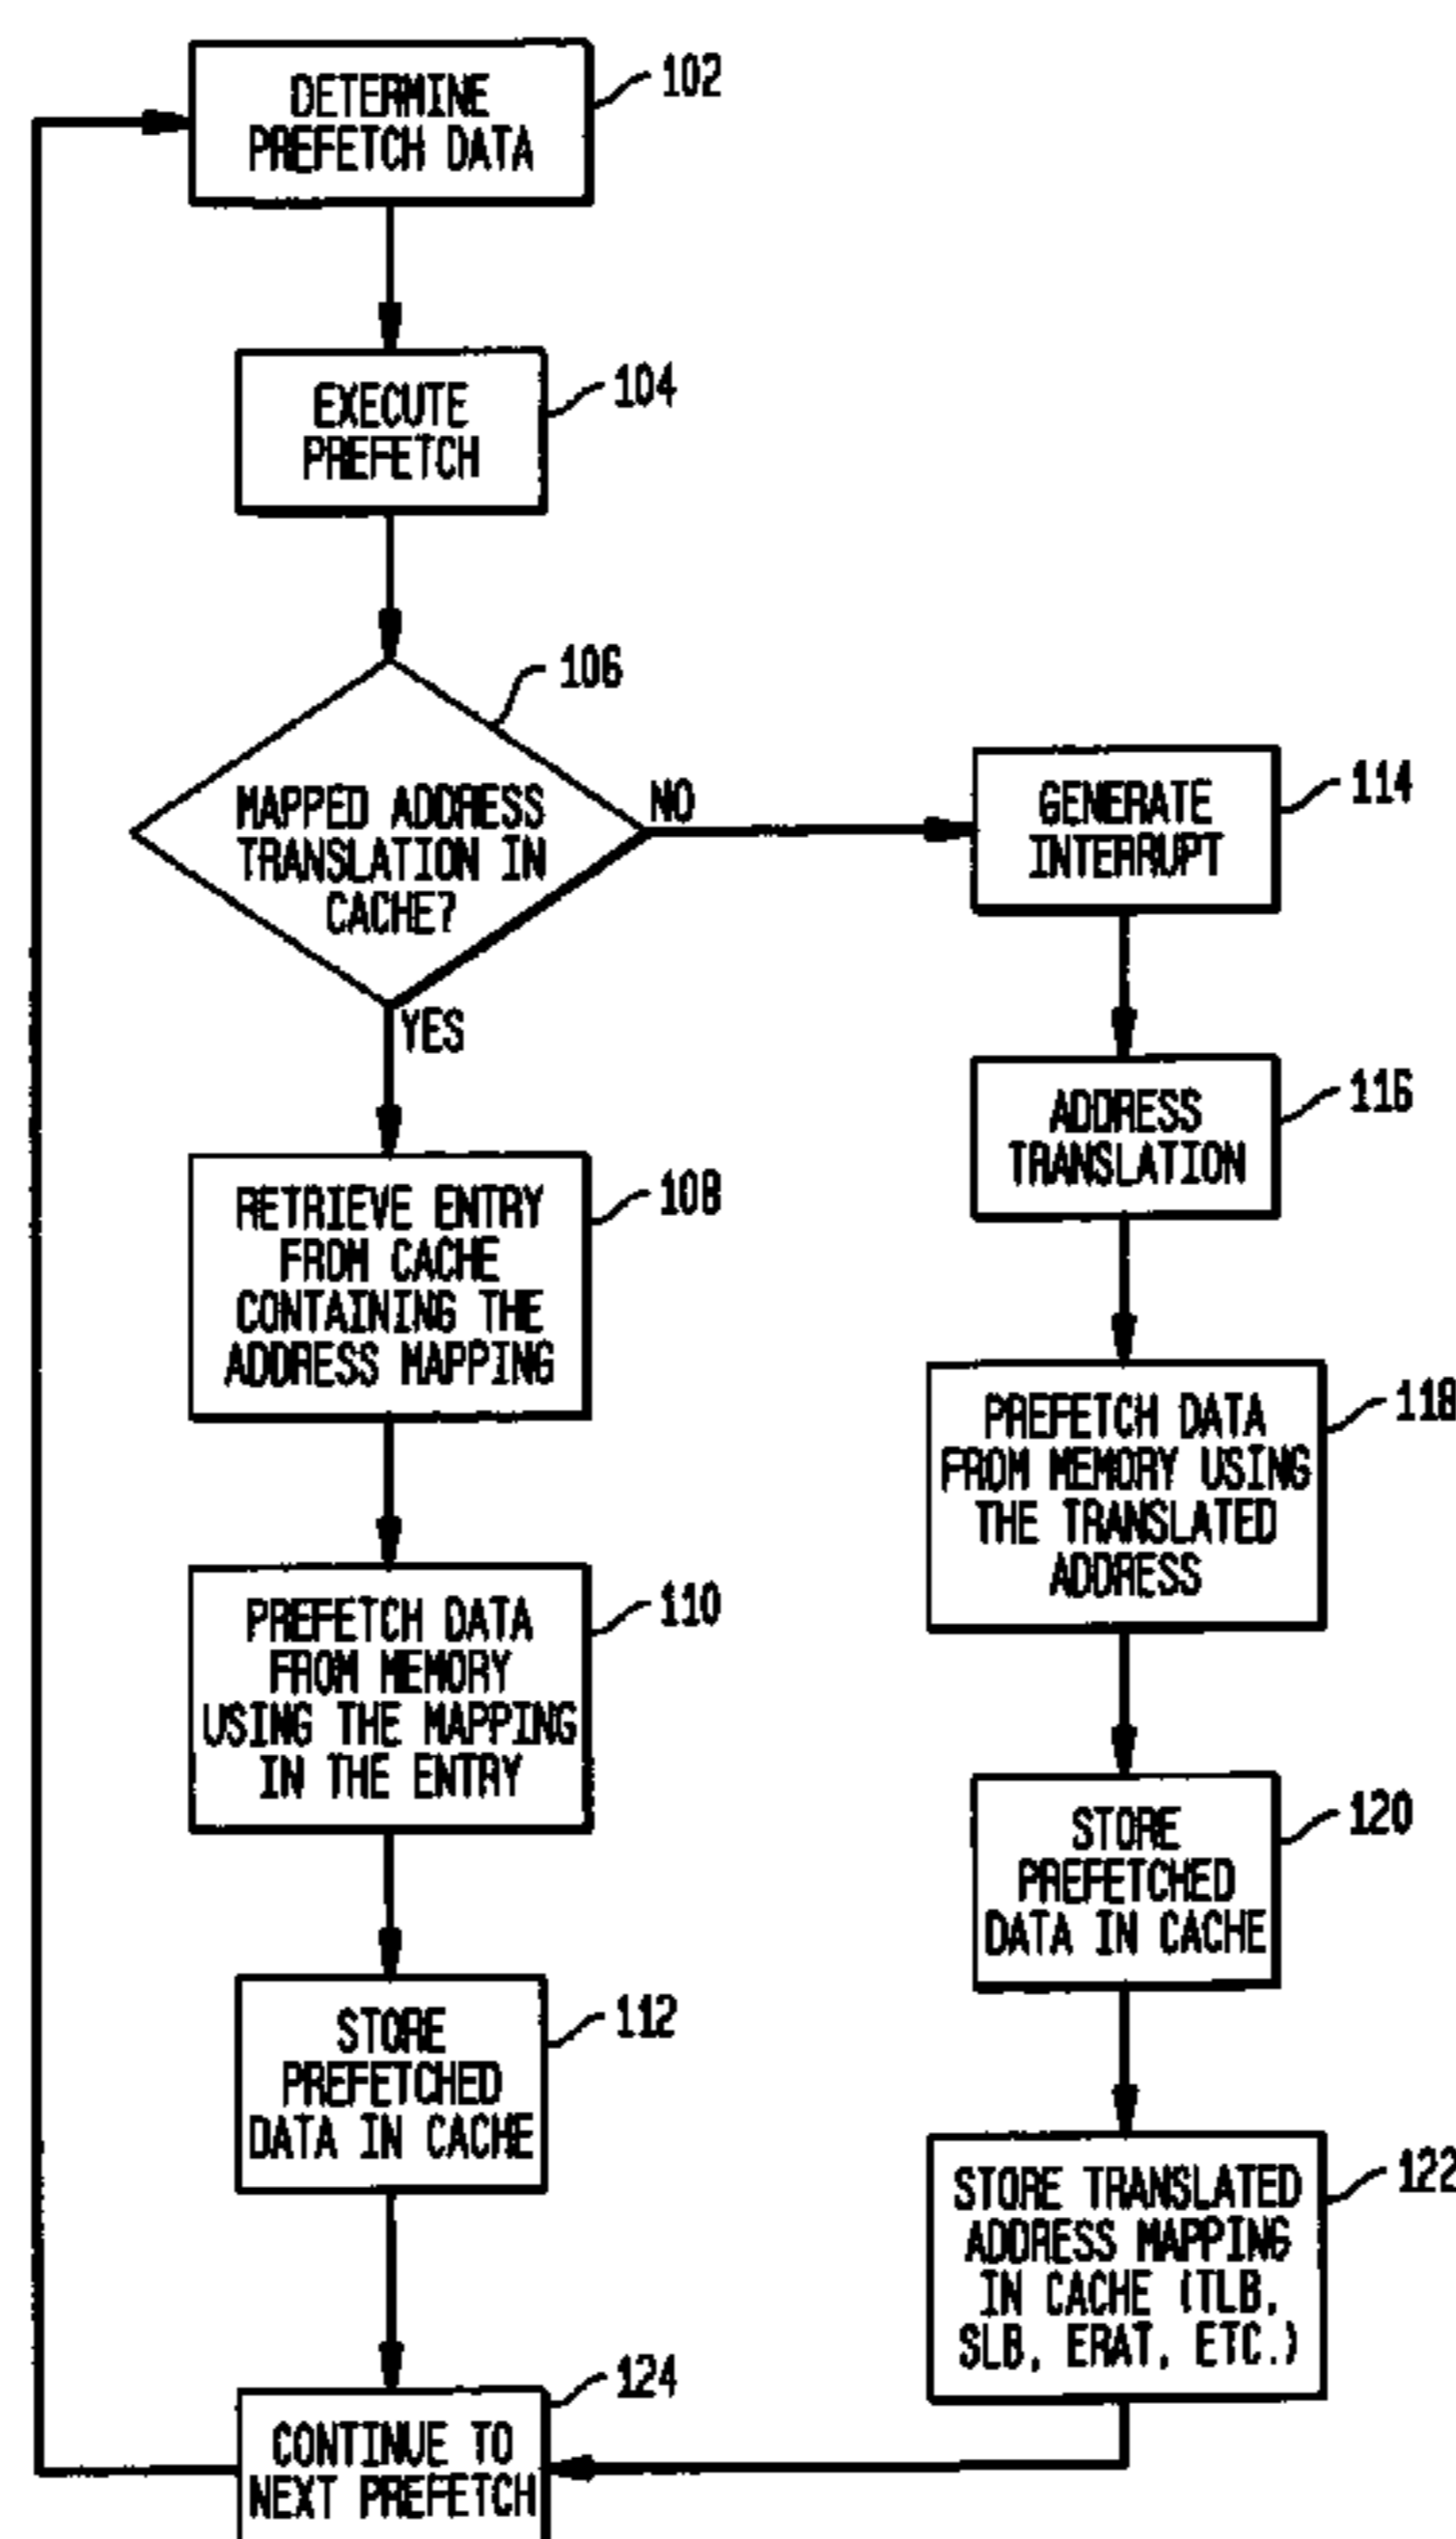 DETERMINE
PREFETCH DATA
102
EXECUTE
PREFETCH
104
106
MAPPED ADDRESS
TRANSLATION IN
CACHE?
NO
YES
RETRIEVE ENTRY
FROM CACHE
CONTAINING THE
ADDRESS MAPPING
108
PREFETCH DATA
FROM MEMORY
USING THE MAPPING
IN THE ENTRY
110
STORE
PREFETCHED
DATA IN CACHE
112
GENERATE
INTERRUPT
114
ADDRESS
TRANSLATION
116
PREFETCH DATA
FROM MEMORY USING
THE TRANSLATED
ADDRESS
118
STORE
PREFETCHED
DATA IN CACHE
120
STORE TRANSLATED
ADDRESS MAPPING
IN CACHE (TLB,
SLB, ERAT, ETC.)
122
CONTINUE TO
NEXT PREFETCH
124